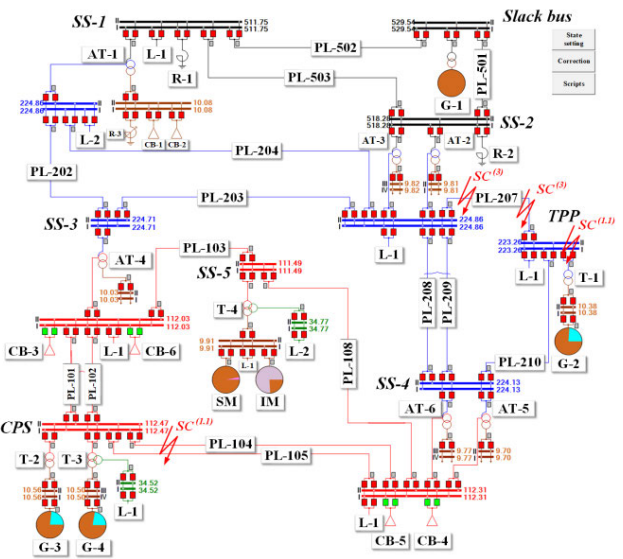 SS-1
511.75
511.75
529.54
529.54
Slack bus
State
setting
Correction
Scripts
AT-1
L-1
R-1
PL-502
PL-503
PL-501
G-1
224.86
224.86
L-2
10.08
10.08
R-3
CB-1
CB-2
518.28
518.28
SS-2
AT-3
AT-2
R-2
PL-204
PL-202
PL-203
9.82
9.82
9.81
9.81
SC(3)
PL-207
SC(3)
TPP
SC(1.1)
SS-3
224.71
224.71
224.86
224.86
L-1
223.26
223.26
L-1
T-1
PL-103
SS-5
111.49
111.49
AT-4
10.03
10.03
T-4
34.77
34.77
PL-208
PL-209
10.38
10.38
G-2
112.03
112.03
CB-3
L-1
CB-6
9.91
9.91
L-1
L-2
PL-108
PL-210
SM
IM
SS-4
224.13
224.13
PL-101
PL-102
AT-6
AT-5
CPS
112.47
112.47
SC(1.1)
PL-104
PL-105
9.77
9.77
9.70
9.70
T-2
T-3
10.56
10.56
10.56
10.56
34.52
34.52
L-1
112.31
112.31
L-1
CB-5
CB-4
G-3
G-4